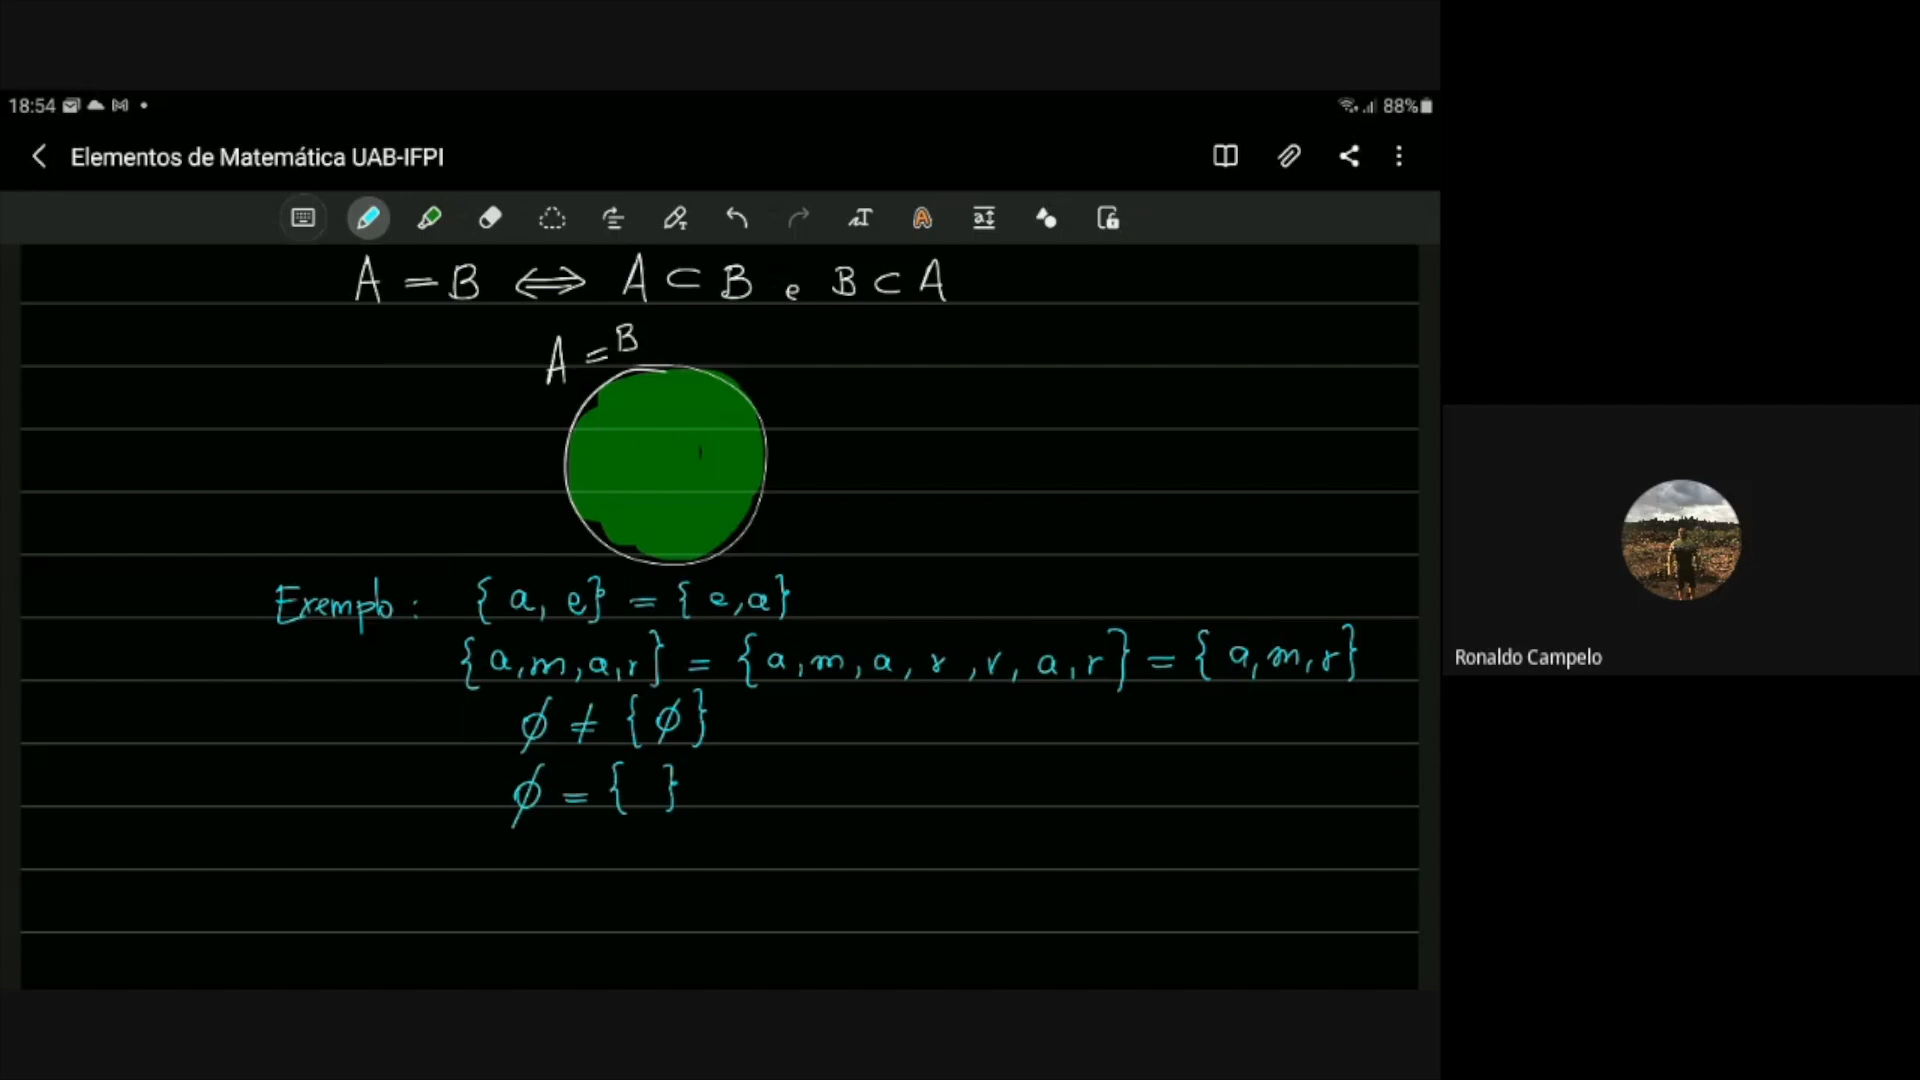 18:54 88%
Elementos de Matemática UAB-IFPI
A = B ⟺ A ⊂ B e B ⊂ A
A = B
Exemplo: {a, e} = {e, a}
{a, m, a, r} = {a, m, a, r, r, a, r} = {a, m, r}
∅ ≠ {∅}
∅ = { }
Ronaldo Campelo